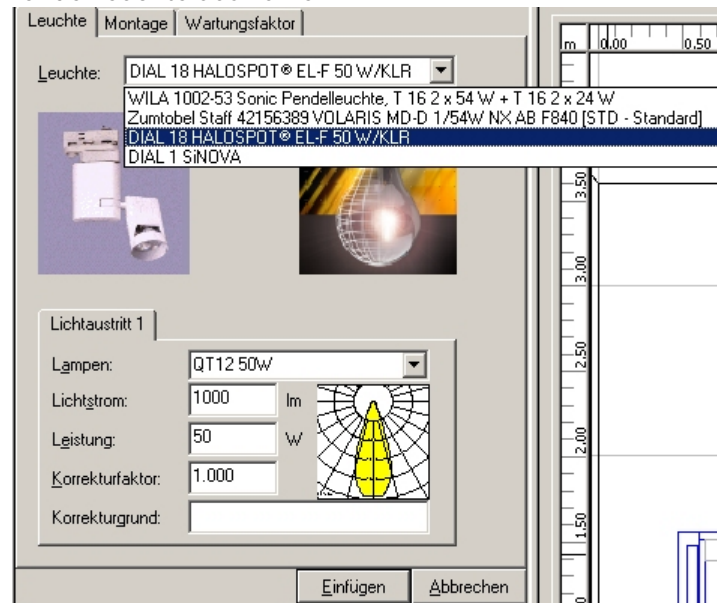 Leuchte Montage Wartungsfaktor
Leuchte: DIAL 18 HALOSPOT® EL-F 50 W/KLR
WILA 1002-53 Sonic Pendelleuchte, T 16 2 x 54 W + T 16 2 x 24 W
Zumtobel Staff 42156389 VOLARIS MD-D 1/54W NX AB F840 [STD - Standard]
DIAL 18 HALOSPOT® EL-F 50 W/KLR
DIAL 1 SiNOVA
Lichtaustritt 1
Lampen: QT12 50W
Lichtstrom: 1000 lm
Leistung: 50 W
Korrekturfaktor: 1.000
Korrekturgrund:
Einfügen Abbrechen
m 0.00 0.50
3.50
3.00
2.50
2.00
1.50